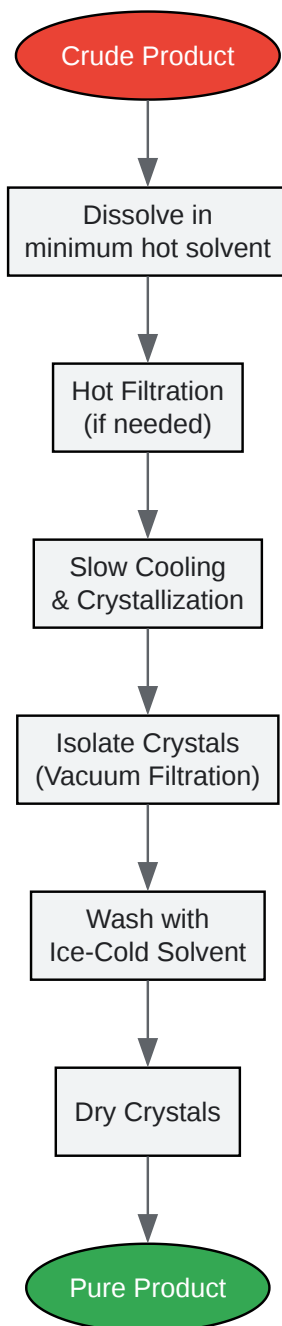 Crude Product
Dissolve in
minimum hot solvent
Hot Filtration
(if needed)
Slow Cooling
& Crystallization
Isolate Crystals
(Vacuum Filtration)
Wash with
Ice-Cold Solvent
Dry Crystals
Pure Product